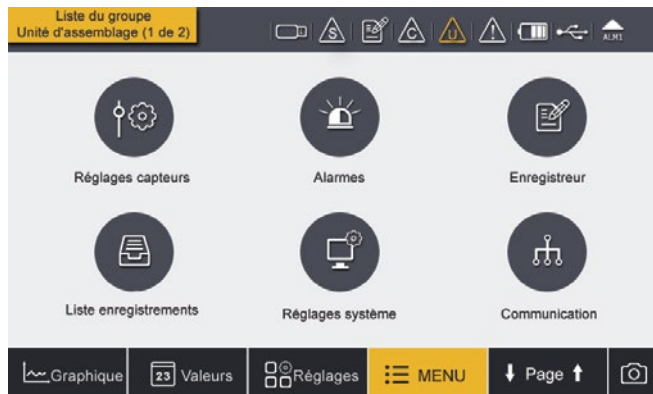 Liste du groupe
Unité d'assemblage (1 de 2)
S
C
U
ALM1
Réglages capteurs
Alarmes
Enregistreur
Liste enregistrements
Réglages système
Communication
Graphique
23 Valeurs
Réglages
MENU
Page